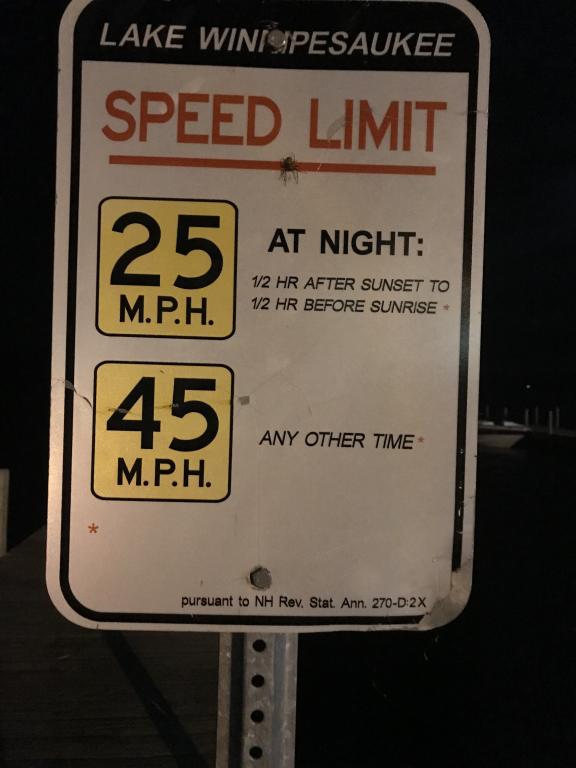 LAKE WINNIPESAUKEE
SPEED LIMIT
25
M.P.H.
AT NIGHT:
1/2 HR AFTER SUNSET TO
1/2 HR BEFORE SUNRISE *
45
M.P.H.
ANY OTHER TIME *
*
pursuant to NH Rev. Stat. Ann. 270-D:2X